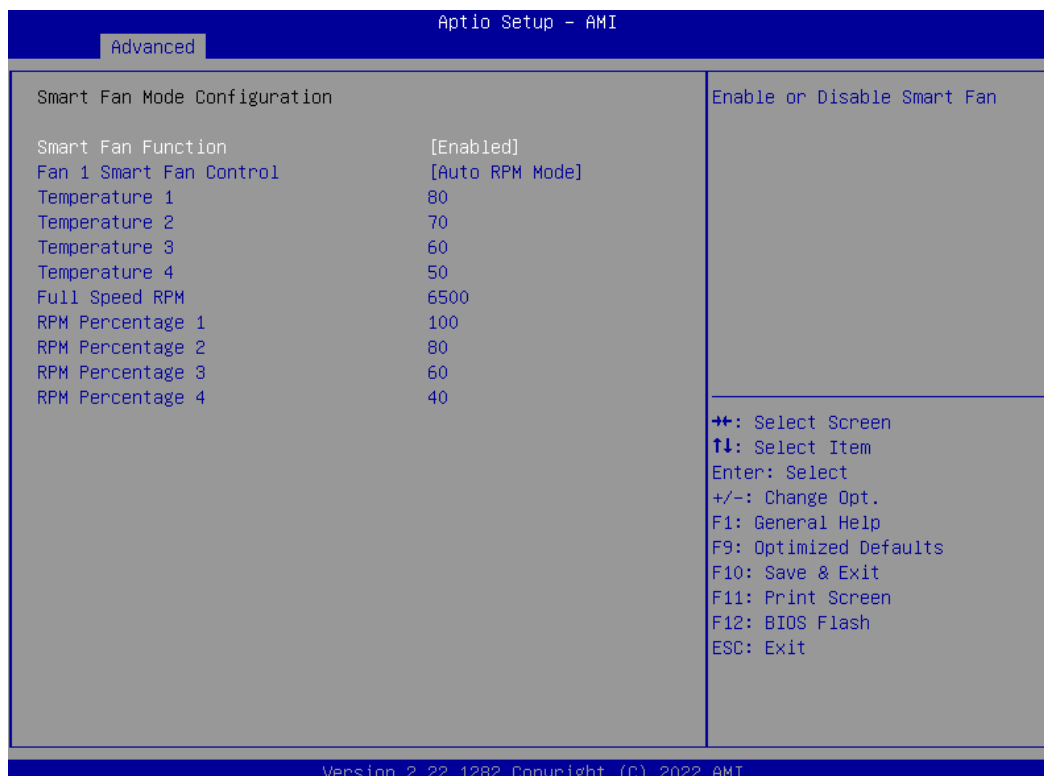 Aptio Setup – AMI
Advanced
Smart Fan Mode Configuration
Smart Fan Function [Enabled]
Fan 1 Smart Fan Control [Auto RPM Mode]
Temperature 1 80
Temperature 2 70
Temperature 3 60
Temperature 4 50
Full Speed RPM 6500
RPM Percentage 1 100
RPM Percentage 2 80
RPM Percentage 3 60
RPM Percentage 4 40
Enable or Disable Smart Fan
→←: Select Screen
↑↓: Select Item
Enter: Select
+/-: Change Opt.
F1: General Help
F9: Optimized Defaults
F10: Save & Exit
F11: Print Screen
F12: BIOS Flash
ESC: Exit
Version 2.22.1282 Copyright (C) 2022 AMI